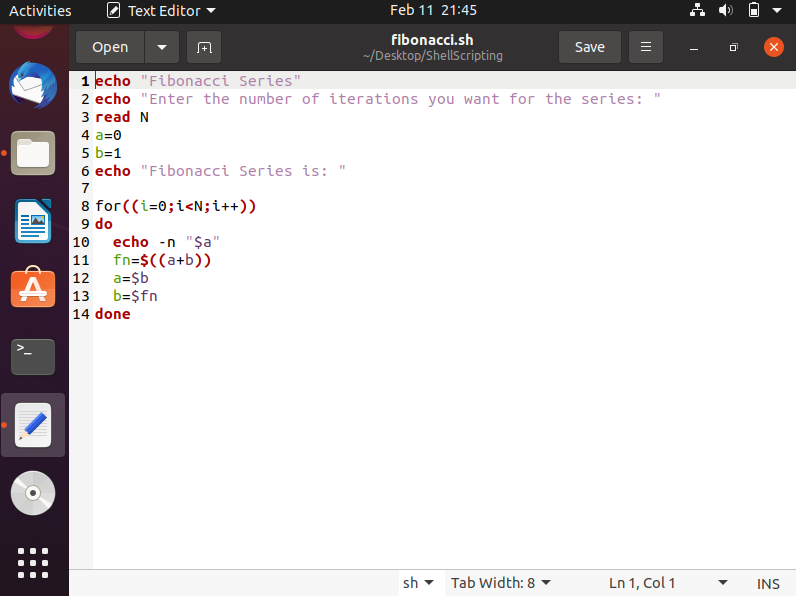 Activities Text Editor Feb 11 21:45
Open fibonacci.sh Save
~/Desktop/ShellScripting
1 echo "Fibonacci Series"
2 echo "Enter the number of iterations you want for the series: "
3 read N
4 a=0
5 b=1
6 echo "Fibonacci Series is: "
7
8 for((i=0;i<N;i++))
9 do
10   echo -n "$a"
11   fn=$((a+b))
12   a=$b
13   b=$fn
14 done
>_
sh Tab Width: 8 Ln 1, Col 1 INS